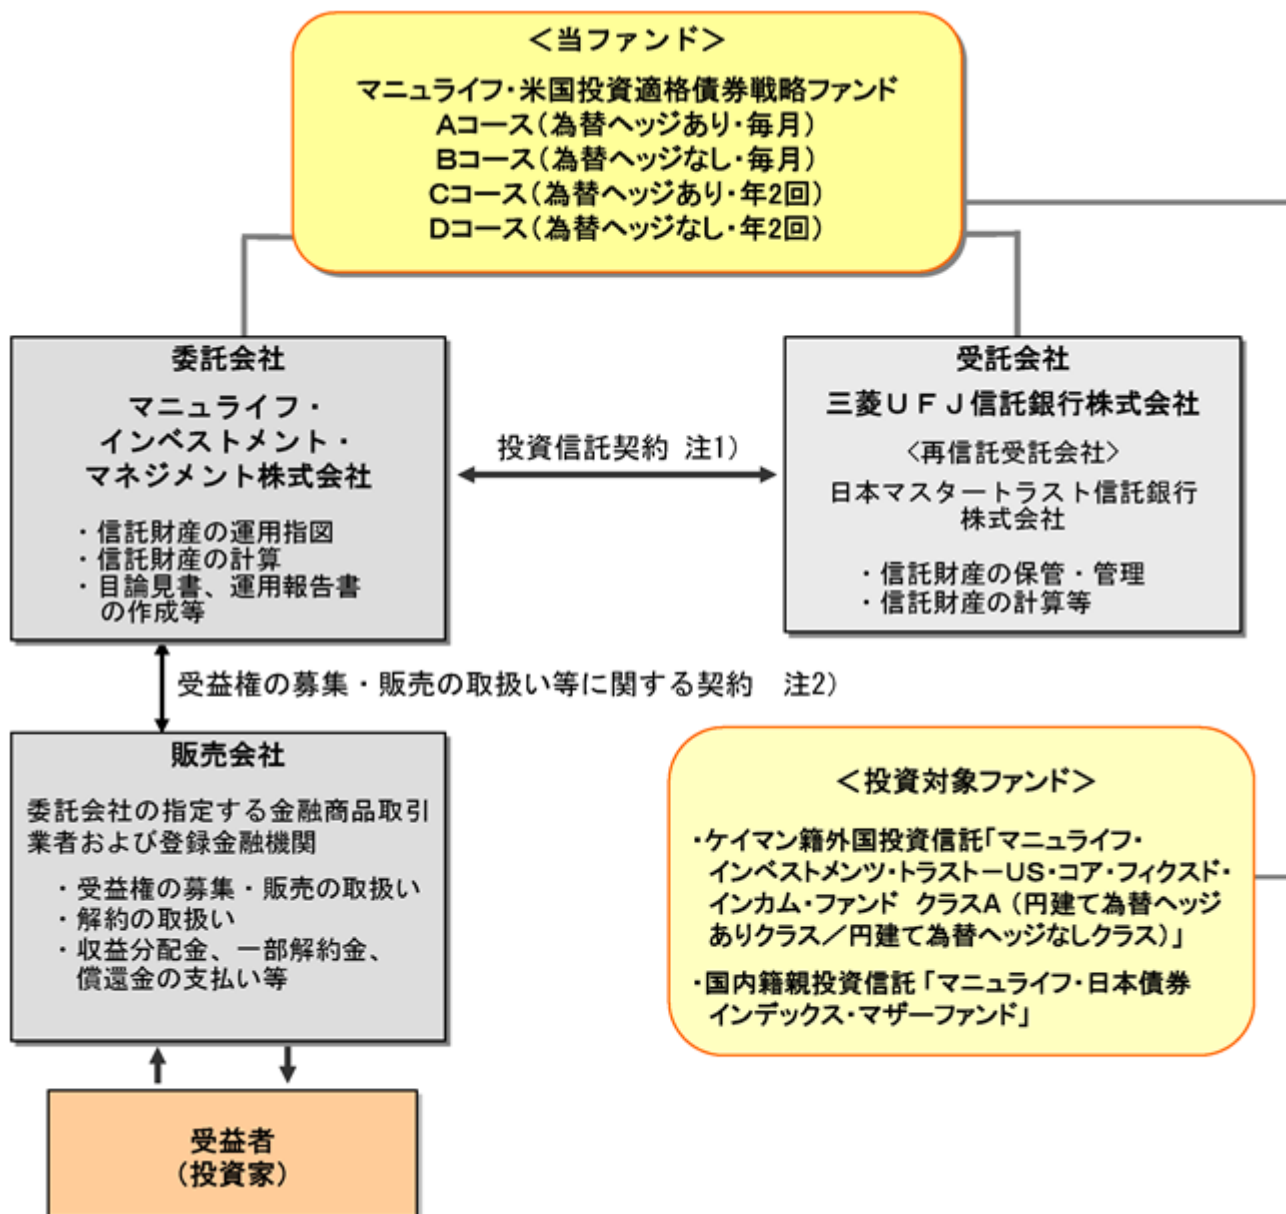 ＜当ファンド＞
マニュライフ・米国投資適格債券戦略ファンド
Aコース（為替ヘッジあり・毎月）
Bコース（為替ヘッジなし・毎月）
Cコース（為替ヘッジあり・年2回）
Dコース（為替ヘッジなし・年2回）
委託会社
マニュライフ・
インベストメント・
マネジメント株式会社
・信託財産の運用指図
・信託財産の計算
・目論見書、運用報告書
の作成等
投資信託契約 注1）
受託会社
三菱ＵＦＪ信託銀行株式会社
〈再信託受託会社〉
日本マスタートラスト信託銀行
株式会社
・信託財産の保管・管理
・信託財産の計算等
受益権の募集・販売の取扱い等に関する契約　注2）
販売会社
委託会社の指定する金融商品取引
業者および登録金融機関
・受益権の募集・販売の取扱い
・解約の取扱い
・収益分配金、一部解約金、
償還金の支払い等
＜投資対象ファンド＞
・ケイマン籍外国投資信託「マニュライフ・
インベストメンツ・トラストーUS・コア・フィクスド・
インカム・ファンド クラスA （円建て為替ヘッジ
ありクラス／円建て為替ヘッジなしクラス）」
・国内籍親投資信託「マニュライフ・日本債券
インデックス・マザーファンド」
受益者
（投資家）